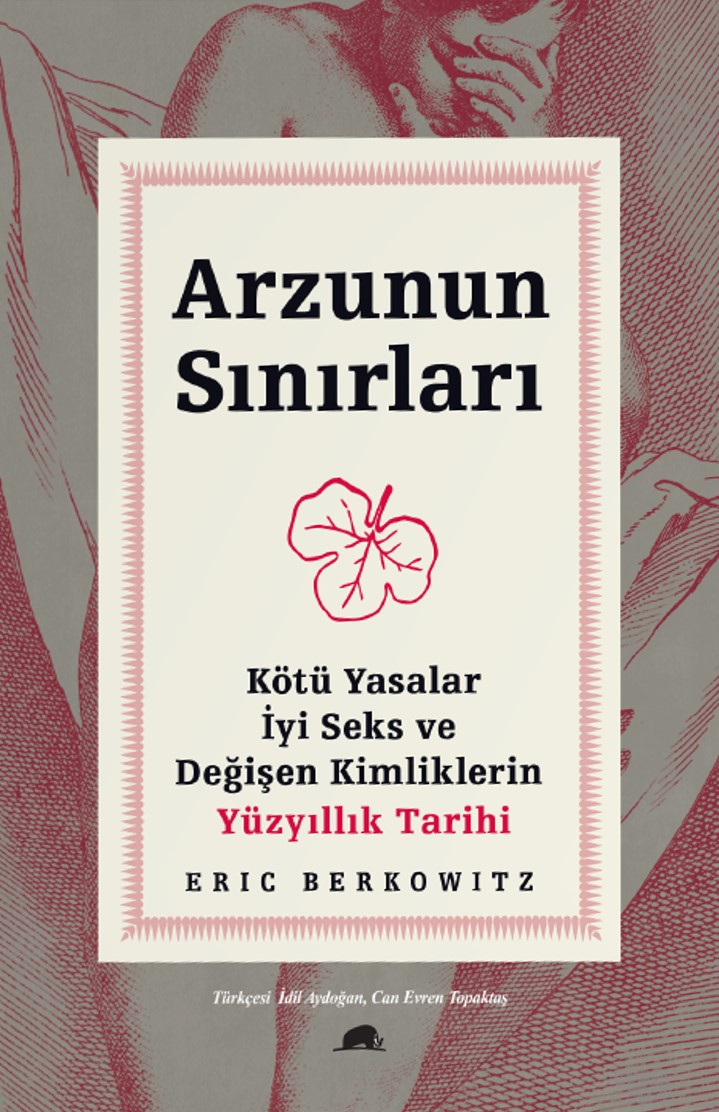 Arzunun
Sınırları
Kötü Yasalar
İyi Seks ve
Değişen Kimliklerin
Yüzyıllık Tarihi
ERIC BERKOWITZ
Türkçesi İdil Aydoğan, Can Evren Topaktaş